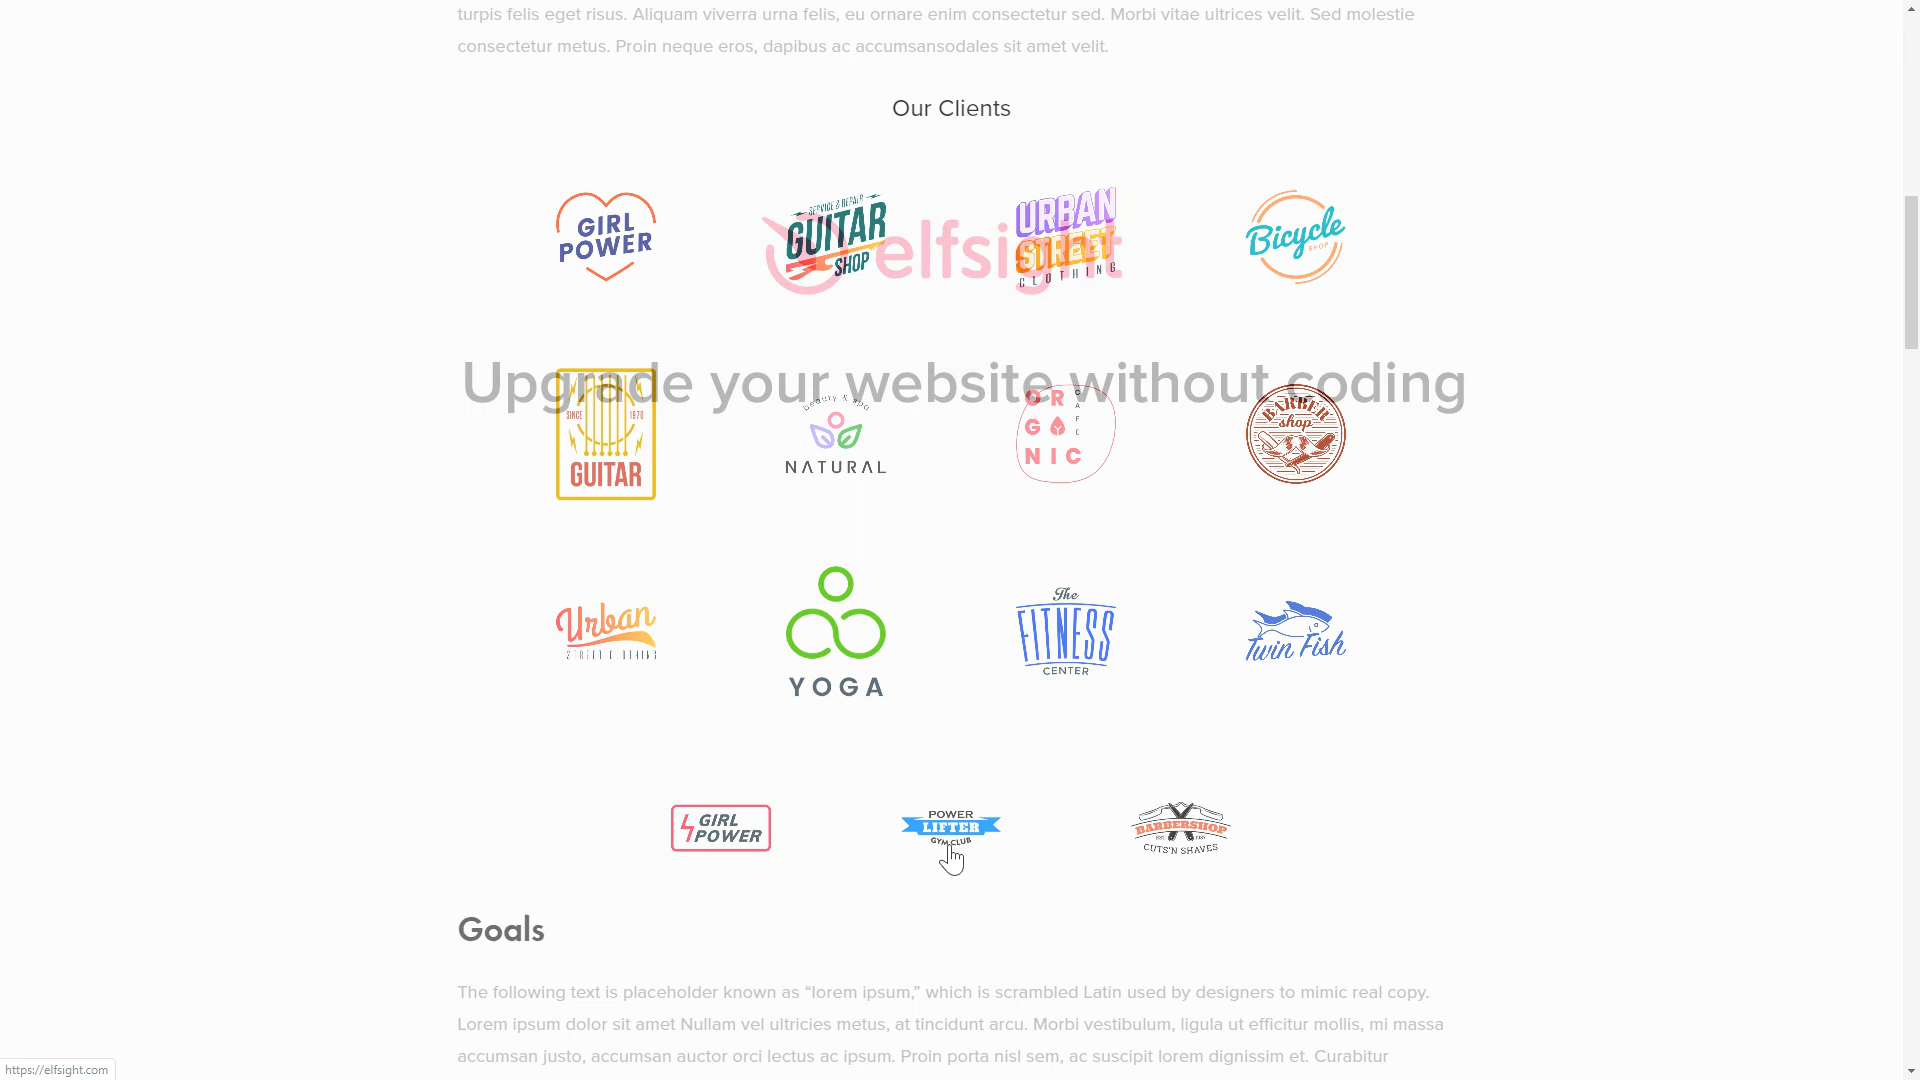 turpis felis eget risus. Aliquam viverra urna felis, eu ornare enim consectetur sed. Morbi vitae ultrices velit. Sed molestie
consectetur metus. Proin neque eros, dapibus ac accumsansodales sit amet velit.
Our Clients
GIRL
POWER
SERVICE & REPAIR
GUITAR
SHOP
URBAN
STREET
CLOTHING
Bicycle
SHOP
elfsight
Upgrade your website without coding
SINCE 1970
GUITAR
beauty & spa
NATURAL
OR
G
NIC
CAFE
BARBER
shop
Urban
STREET CLOTHING
YOGA
The
FITNESS
CENTER
Twin Fish
GIRL
POWER
POWER
LIFTER
GYM CLUB
BARBERSHOP
CUTS'N SHAVES
Goals
The following text is placeholder known as “lorem ipsum,” which is scrambled Latin used by designers to mimic real copy.
Lorem ipsum dolor sit amet Nullam vel ultricies metus, at tincidunt arcu. Morbi vestibulum, ligula ut efficitur mollis, mi massa
accumsan justo, accumsan auctor orci lectus ac ipsum. Proin porta nisl sem, ac suscipit lorem dignissim et. Curabitur
https://elfsight.com